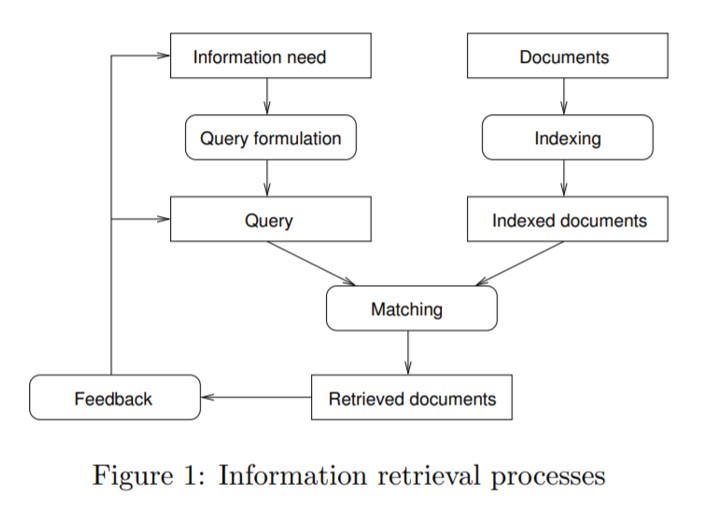 Information need
Documents
Query formulation
Indexing
Query
Indexed documents
Matching
Feedback
Retrieved documents
Figure 1: Information retrieval processes